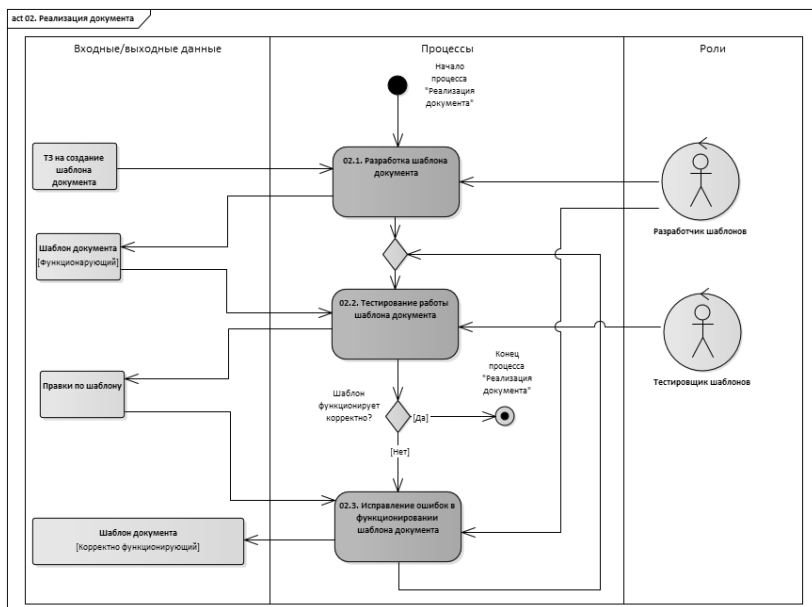 act 02. Реализация документа
Входные/выходные данные
Процессы
Роли
Начало
процесса
"Реализация
документа"
ТЗ на создание
шаблона
документа
02.1. Разработка шаблона
документа
Разработчик шаблонов
Шаблон документа
[Функционарующий]
02.2. Тестирование работы
шаблона документа
Тестировщик шаблонов
Правки по шаблону
Шаблон
функционирует
корректно?
[Да]
Конец
процесса
"Реализация
документа"
[Нет]
02.3. Исправление ошибок в
функционировании
шаблона документа
Шаблон документа
[Корректно функционирующий]